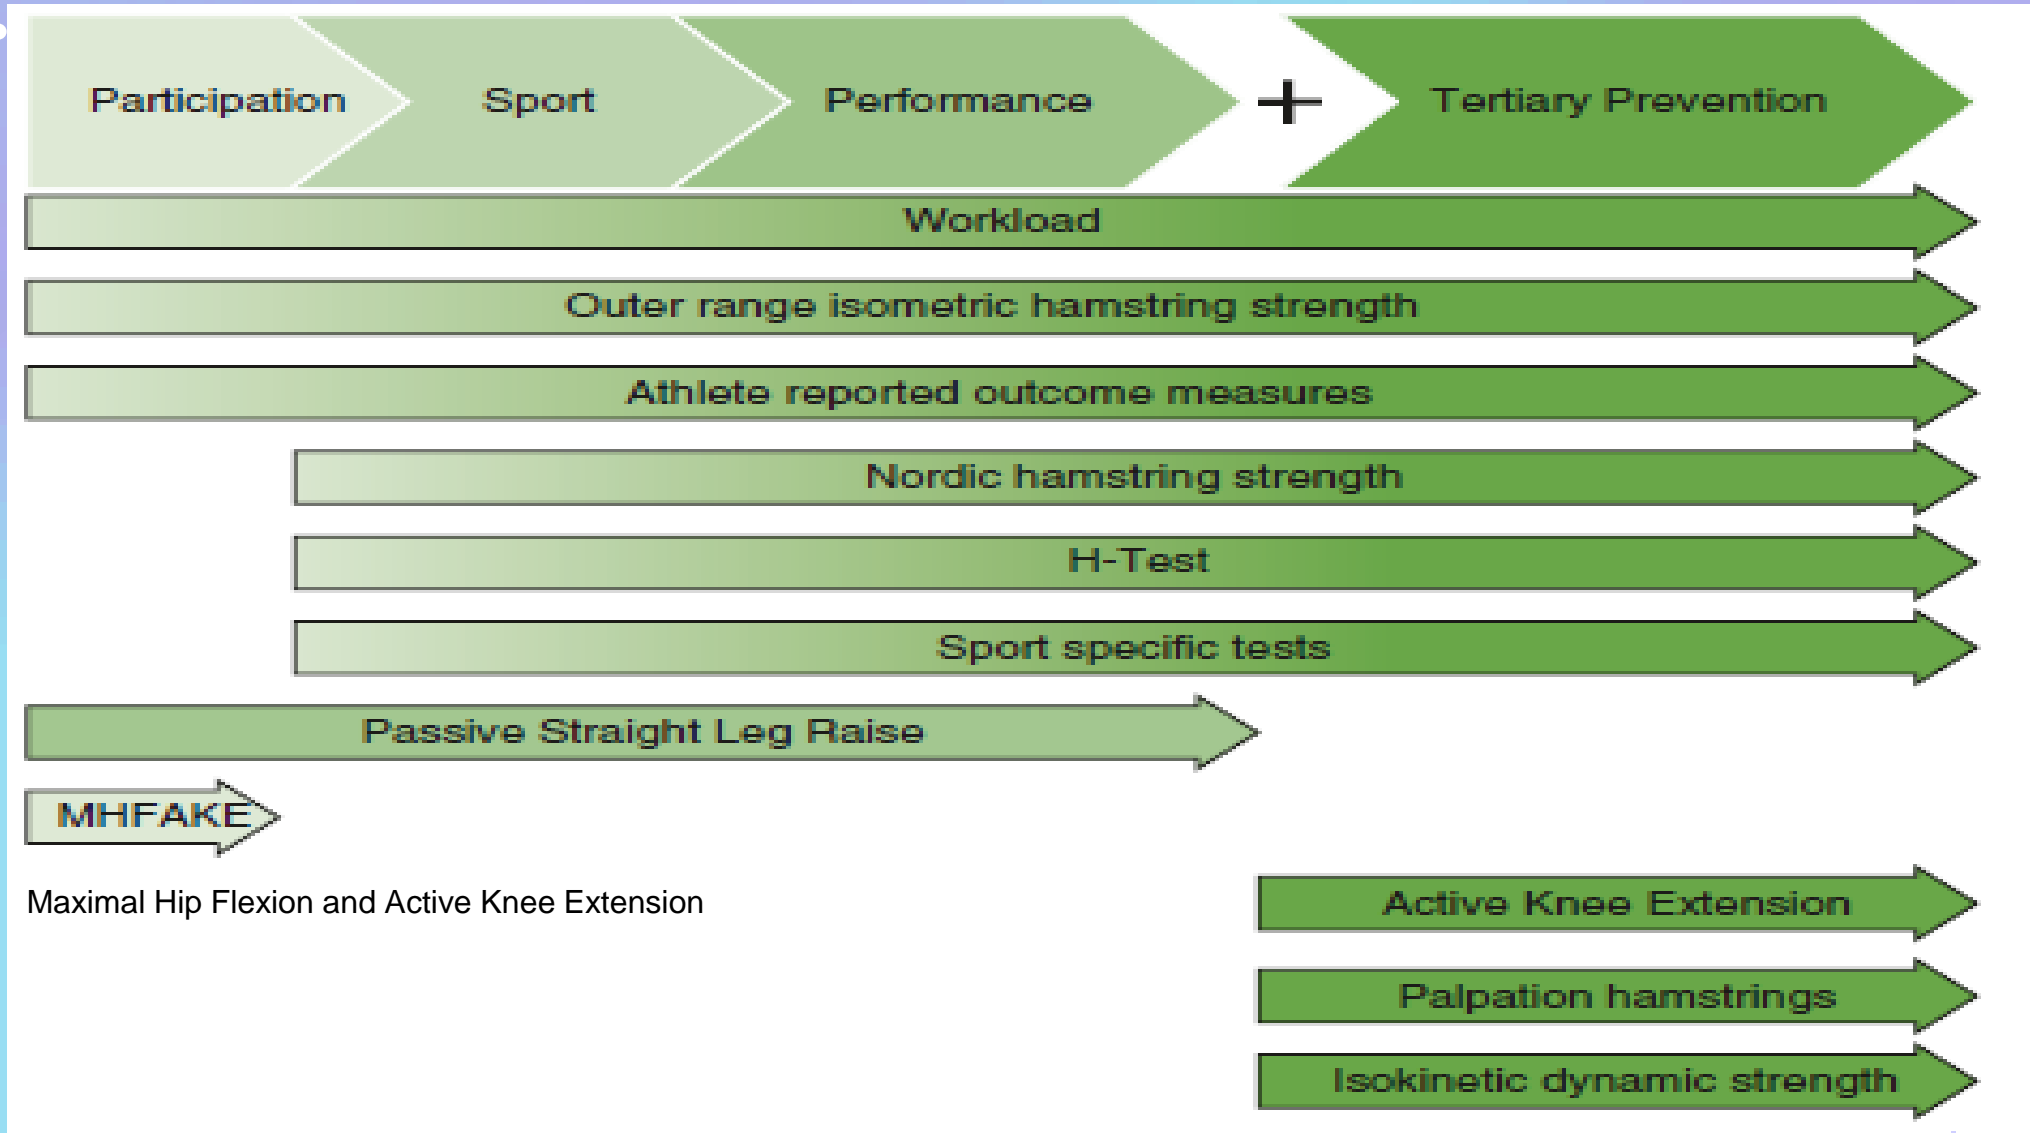 Participation
Sport
Performance
+
Tertiary Prevention
Workload
Outer range isometric hamstring strength
Athlete reported outcome measures
Nordic hamstring strength
H-Test
Sport specific tests
Passive Straight Leg Raise
MHFAKE
Maximal Hip Flexion and Active Knee Extension
Active Knee Extension
Palpation hamstrings
Isokinetic dynamic strength